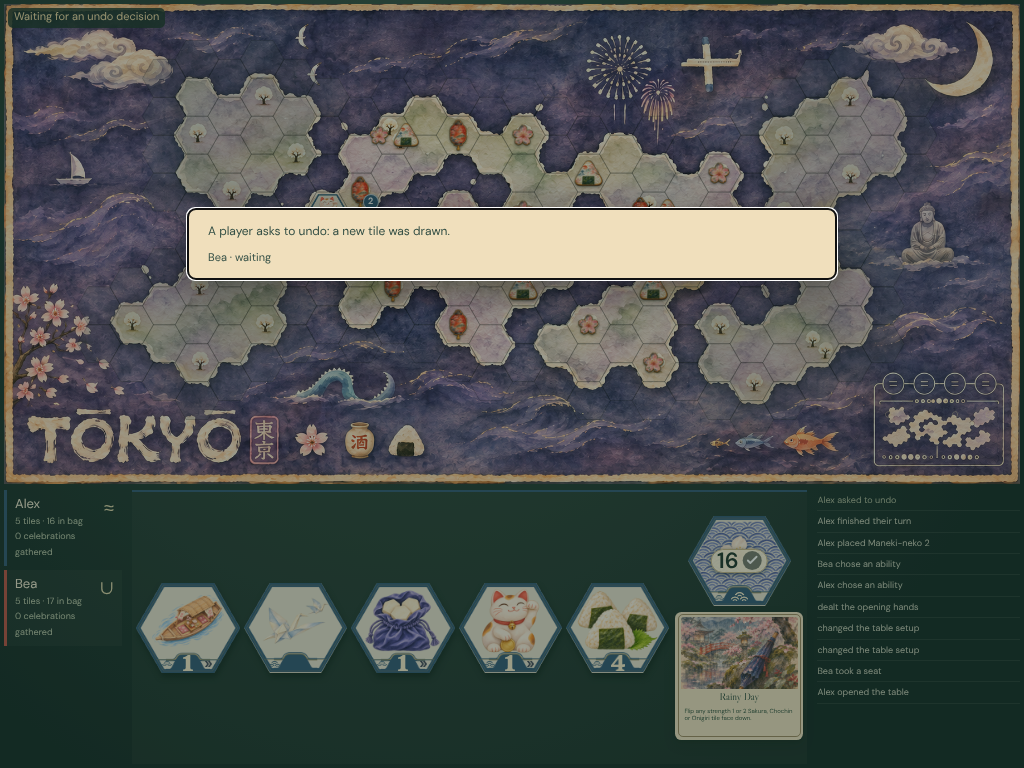 Waiting for an undo decision
2
A player asks to undo: a new tile was drawn.
Bea · waiting
TŌKYŌ
東京
酒
Alex
5 tiles · 16 in bag
0 celebrations
gathered
Bea
5 tiles · 17 in bag
0 celebrations
gathered
1
1
1
4
16
Rainy Day
Flip any strength 1 or 2 Sakura, Chochin
or Onigiri tile face down.
Alex asked to undo
Alex finished their turn
Alex placed Maneki-neko 2
Bea chose an ability
Alex chose an ability
dealt the opening hands
changed the table setup
changed the table setup
Bea took a seat
Alex opened the table